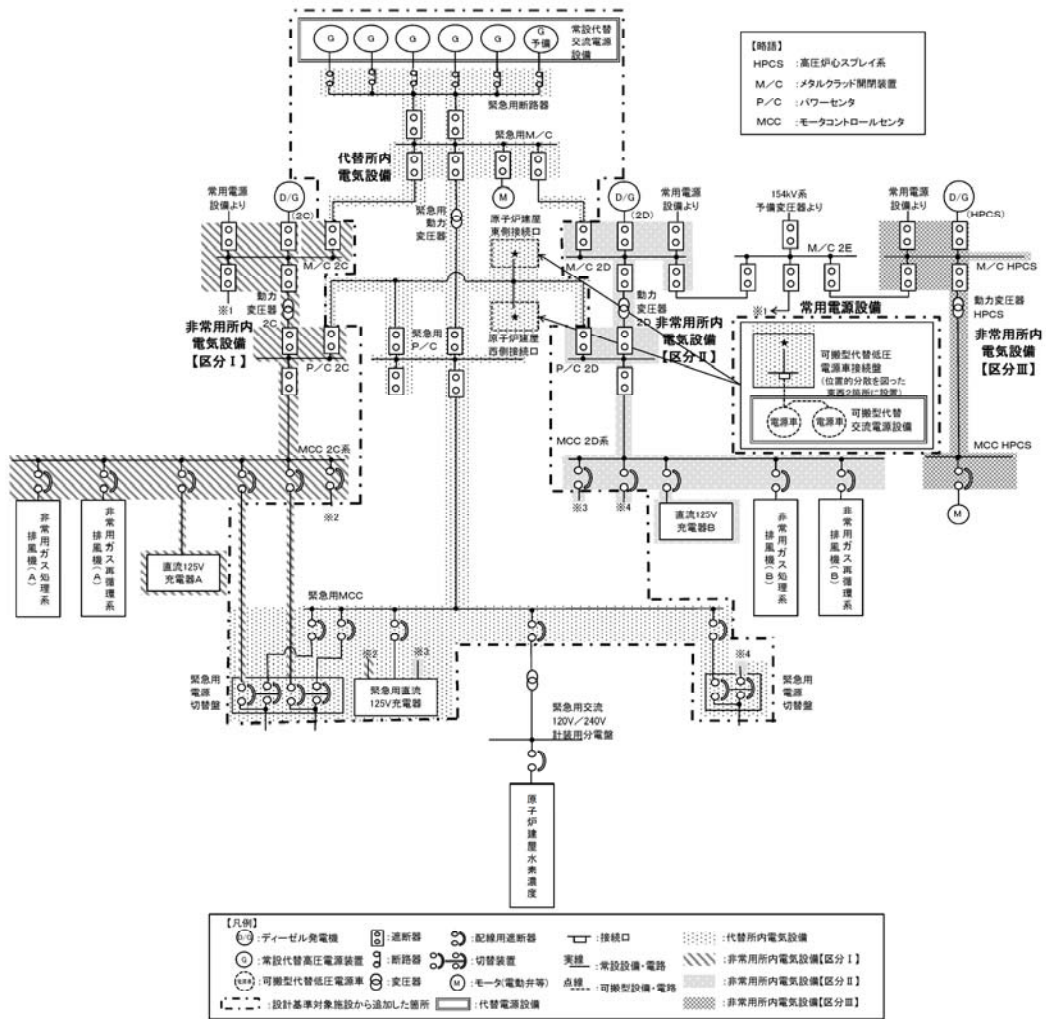 G
G
G
G
G
G
予備
常設代替
交流電源
設備
【略語】
HPCS :高圧炉心スプレイ系
M/C :メタルクラッド開閉装置
P/C :パワーセンタ
MCC :モータコントロールセンタ
緊急用断路器
緊急用M/C
代替所内
電気設備
M
D/G
(2C)
常用電源
設備より
M/C 2C
※1
動力
変圧器
2C
非常用所内
電気設備
【区分Ⅰ】
P/C 2C
緊急用
動力
変圧器
原子炉建屋
東側接続口
★
★
原子炉建屋
西側接続口
緊急用
P/C
D/G
(2D)
常用電源
設備より
M/C 2D
動力
変圧器
2D
非常用所内
電気設備
【区分Ⅱ】
P/C 2D
154kV系
予備変圧器より
M/C 2E
※1
常用電源設備
常用電源
設備より
D/G
(HPCS)
M/C HPCS
動力変圧器
HPCS
非常用所内
電気設備
【区分Ⅲ】
★
可搬型代替低圧
電源車接続盤
(位置的分散を図った
東西2箇所に設置)
電源車
電源車
可搬型代替
交流電源設備
MCC 2C系
※2
MCC 2D系
※3
※4
MCC HPCS
M
非常用ガス処理系
排風機(A)
非常用ガス再循環系
排風機(A)
直流125V
充電器A
直流125V
充電器B
非常用ガス処理系
排風機(B)
非常用ガス再循環系
排風機(B)
緊急用MCC
※2
※3
※4
緊急用
電源
切替盤
緊急用直流
125V充電器
緊急用
電源
切替盤
緊急用交流
120V/240V
計装用分電盤
原子炉建屋水素濃度
【凡例】
D/G :ディーゼル発電機
:遮断器
:配線用遮断器
:接続口
:代替所内電気設備
G :常設代替高圧電源装置
:断路器
:切替装置
実線 :常設設備・電路
:非常用所内電気設備【区分Ⅰ】
電源車 :可搬型代替低圧電源車
:変圧器
M :モータ(電動弁等)
点線 :可搬型設備・電路
:非常用所内電気設備【区分Ⅱ】
:設計基準対象施設から追加した箇所
:代替電源設備
:非常用所内電気設備【区分Ⅲ】